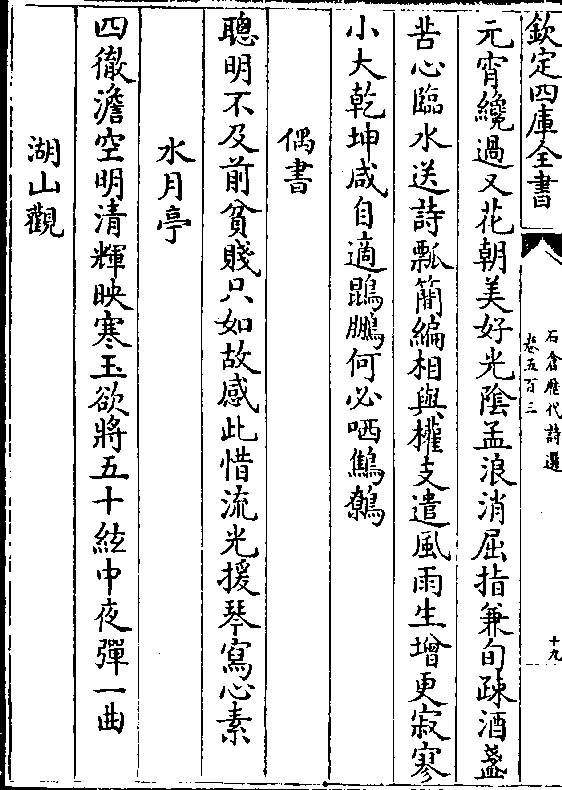 欽定四庫全書
石倉歷代詩選
卷五百三
十九
元宵纔過又花朝美好光陰孟浪消屈指兼旬疎酒盞
苦心臨水送詩瓢簡編相與權支遣風雨生增更寂寥
小大乾坤咸自適鵾鵬何必哂鷦鷯
偶書
聰明不及前貧賤只如故感此惜流光援琴寫心素
水月亭
四徹澹空明清輝映寒玉欲將五十絃中夜彈一曲
湖山觀